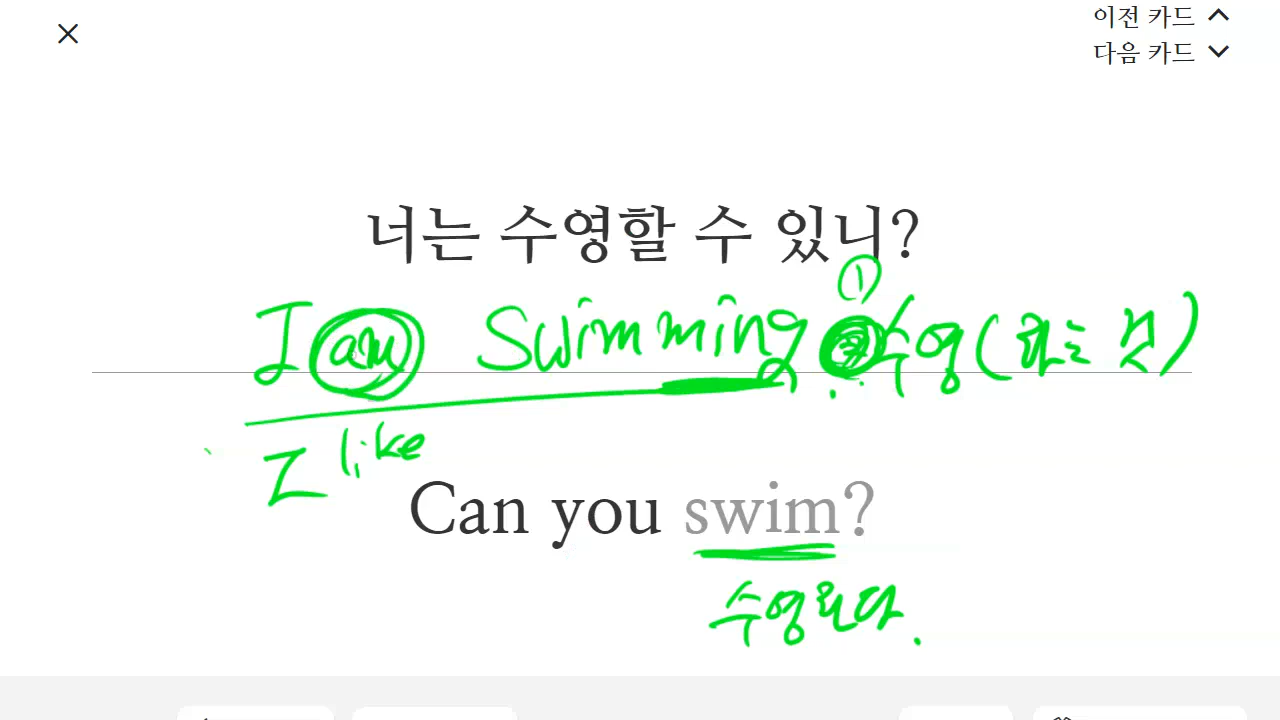 이전 카드
다음 카드
너는 수영할 수 있니?
①
I am Swimming 수영(하는 것)
I like
Can you swim?
수영한다.